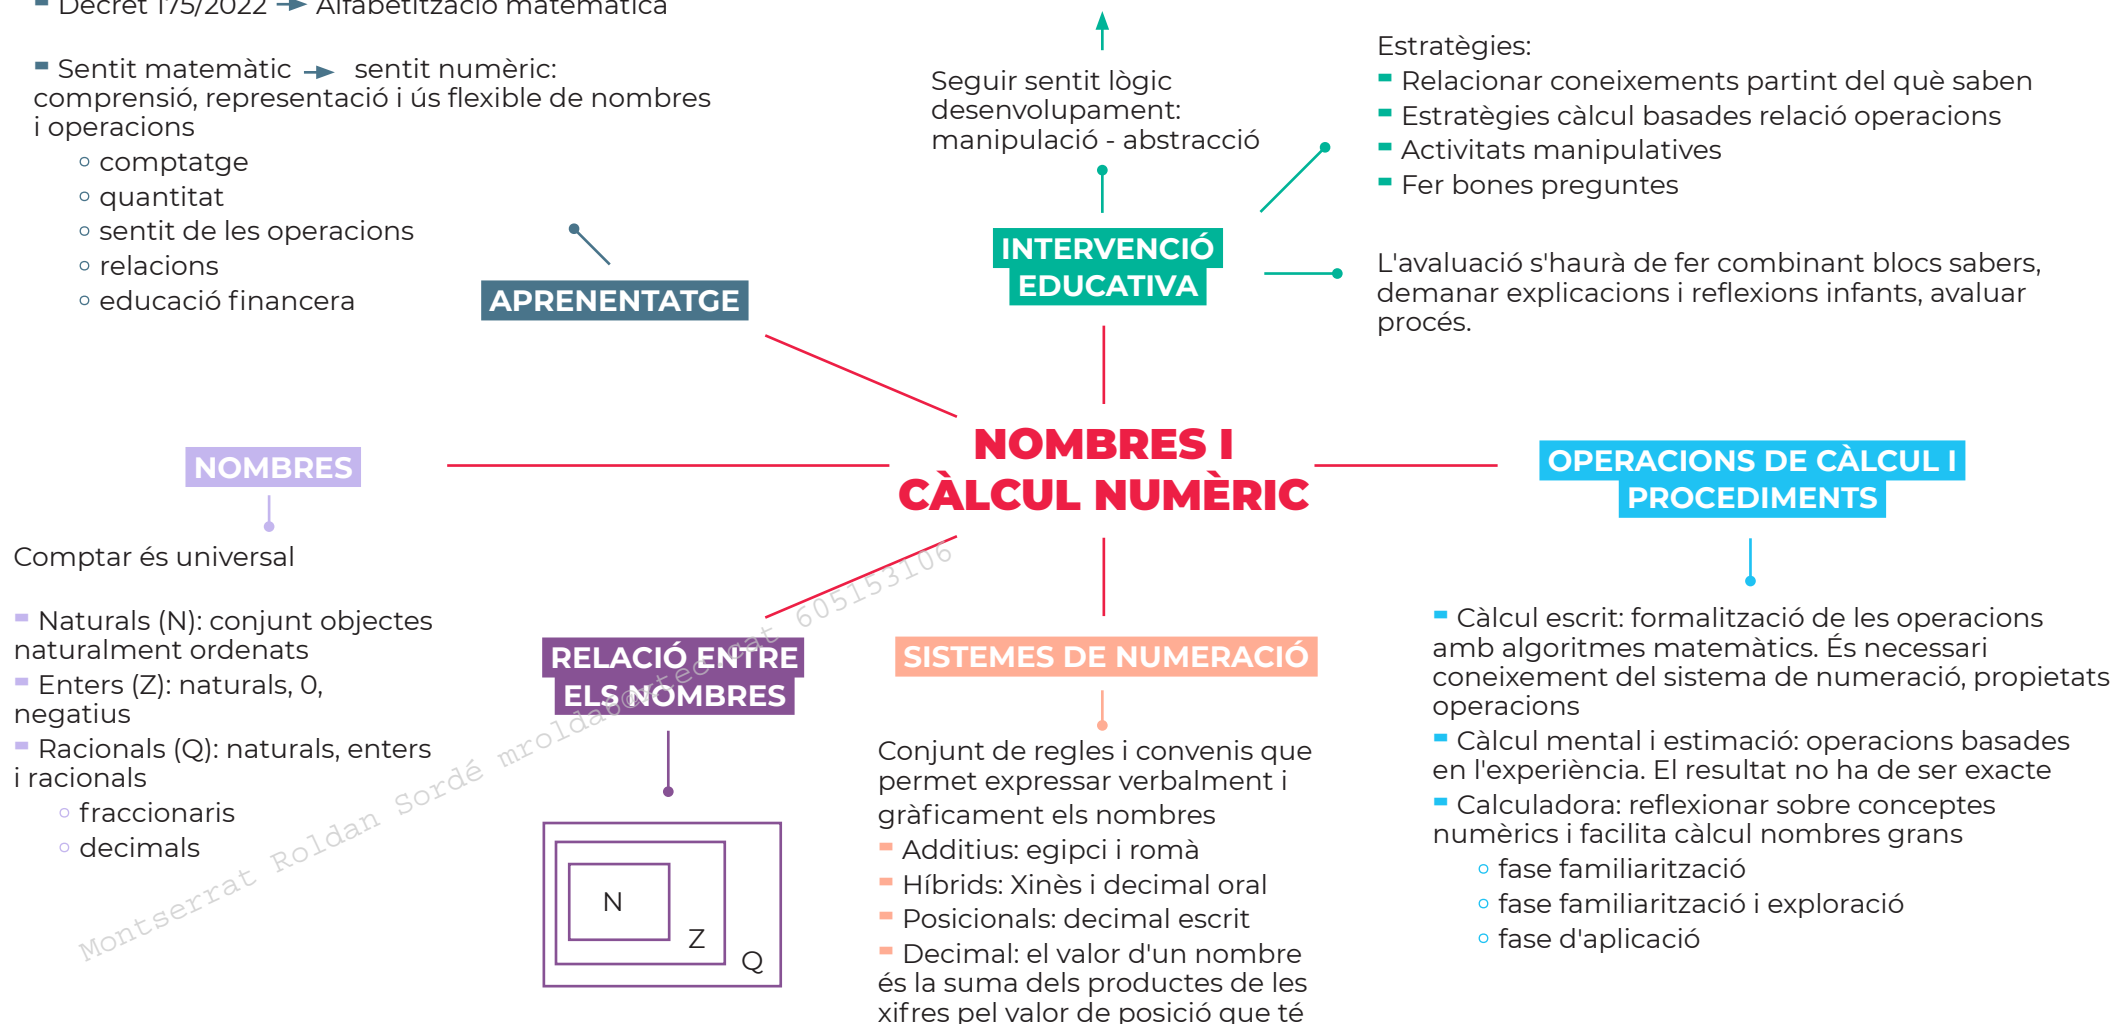 Decret 175/2022 → Alfabetització matemàtica
Sentit matemàtic → sentit numèric:
comprensió, representació i ús flexible de nombres
i operacions
comptatge
quantitat
sentit de les operacions
relacions
educació financera
APRENENTATGE
Seguir sentit lògic
desenvolupament:
manipulació - abstracció
INTERVENCIÓ
EDUCATIVA
Estratègies:
Relacionar coneixements partint del què saben
Estratègies càlcul basades relació operacions
Activitats manipulatives
Fer bones preguntes
L'avaluació s'haurà de fer combinant blocs sabers,
demanar explicacions i reflexions infants, avaluar
procés.
NOMBRES I
CÀLCUL NUMÈRIC
NOMBRES
Comptar és universal
Naturals (N): conjunt objectes
naturalment ordenats
Enters (Z): naturals, 0,
negatius
Racionals (Q): naturals, enters
i racionals
fraccionaris
decimals
RELACIÓ ENTRE
ELS NOMBRES
N
Z
Q
SISTEMES DE NUMERACIÓ
Conjunt de regles i convenis que
permet expressar verbalment i
gràficament els nombres
Additius: egipci i romà
Híbrids: Xinès i decimal oral
Posicionals: decimal escrit
Decimal: el valor d'un nombre
és la suma dels productes de les
xifres pel valor de posició que té
OPERACIONS DE CÀLCUL I
PROCEDIMENTS
Càlcul escrit: formalització de les operacions
amb algoritmes matemàtics. És necessari
coneixement del sistema de numeració, propietats
operacions
Càlcul mental i estimació: operacions basades
en l'experiència. El resultat no ha de ser exacte
Calculadora: reflexionar sobre conceptes
numèrics i facilita càlcul nombres grans
fase familiarització
fase familiarització i exploració
fase d'aplicació
Montserrat Roldan Sordé 605153106